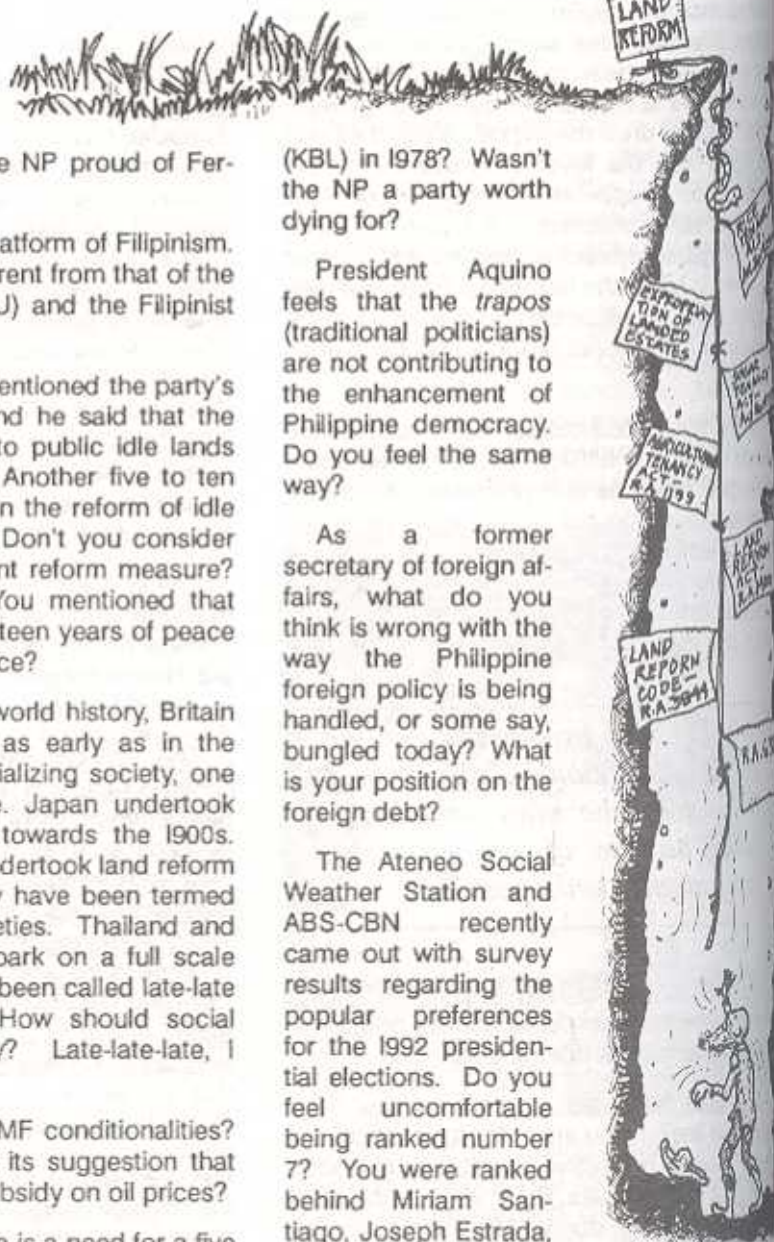 e NP proud of Fer-
atform of Filipinism.
rent from that of the
U) and the Filipinist
entioned the party's
nd he said that the
to public idle lands
Another five to ten
n the reform of idle
Don't you consider
nt reform measure?
You mentioned that
teen years of peace
ce?
world history, Britain
as early as in the
ializing society, one
e. Japan undertook
towards the I900s.
dertook land reform
y have been termed
eties. Thailand and
bark on a full scale
been called late-late
How should social
y? Late-late-late, I
MF conditionalities?
its suggestion that
bsidy on oil prices?
e is a need for a five
(KBL) in I978? Wasn't
the NP a party worth
dying for?
President Aquino
feels that the trapos
(traditional politicians)
are not contributing to
the enhancement of
Philippine democracy.
Do you feel the same
way?
As a former
secretary of foreign af-
fairs, what do you
think is wrong with the
way the Philippine
foreign policy is being
handled, or some say,
bungled today? What
is your position on the
foreign debt?
The Ateneo Social
Weather Station and
ABS-CBN recently
came out with survey
results regarding the
popular preferences
for the I992 presiden-
tial elections. Do you
feel uncomfortable
being ranked number
7? You were ranked
behind Miriam San-
tiago, Joseph Estrada,
LAND
REFORM
EXPROPRIA
TION OF
LANDED
ESTATES
AGRICULTURAL
TENANCY
ACT-
R.A. 1199
LAND
REFORM
ACT-
LAND
REPORN
CODE-
R.A. 3844